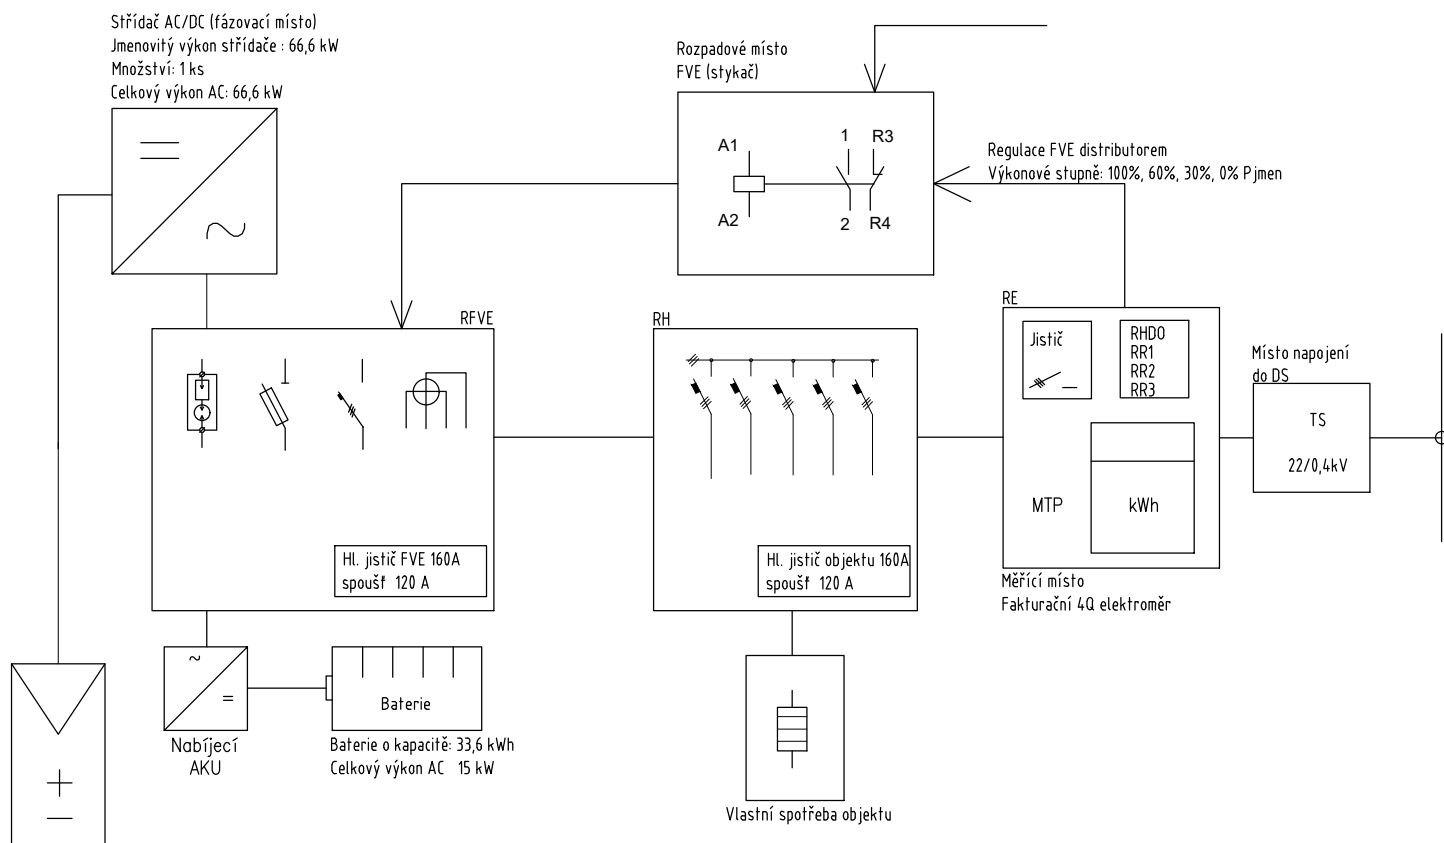 Střídač AC/DC (fázovací místo)
Jmenovitý výkon střídače : 66,6 kW
Množství: 1 ks
Celkový výkon AC: 66,6 kW
Rozpadové místo
FVE (stykač)
A1
A2
1
R3
2
R4
Regulace FVE distributorem
Výkonové stupně: 100%, 60%, 30%, 0% Pjmen
RFVE
Hl. jistič FVE 160A
spoušť 120 A
RH
Hl. jistič objektu 160A
spoušť 120 A
RE
Jistič
RHDO
RR1
RR2
RR3
MTP
kWh
Měřící místo
Fakturační 4Q elektroměr
Místo napojení
do DS
TS
22/0,4kV
~
=
Nabíjecí
AKU
Baterie
Baterie o kapacitě: 33,6 kWh
Celkový výkon AC 15 kW
Vlastní spotřeba objektu
+
−